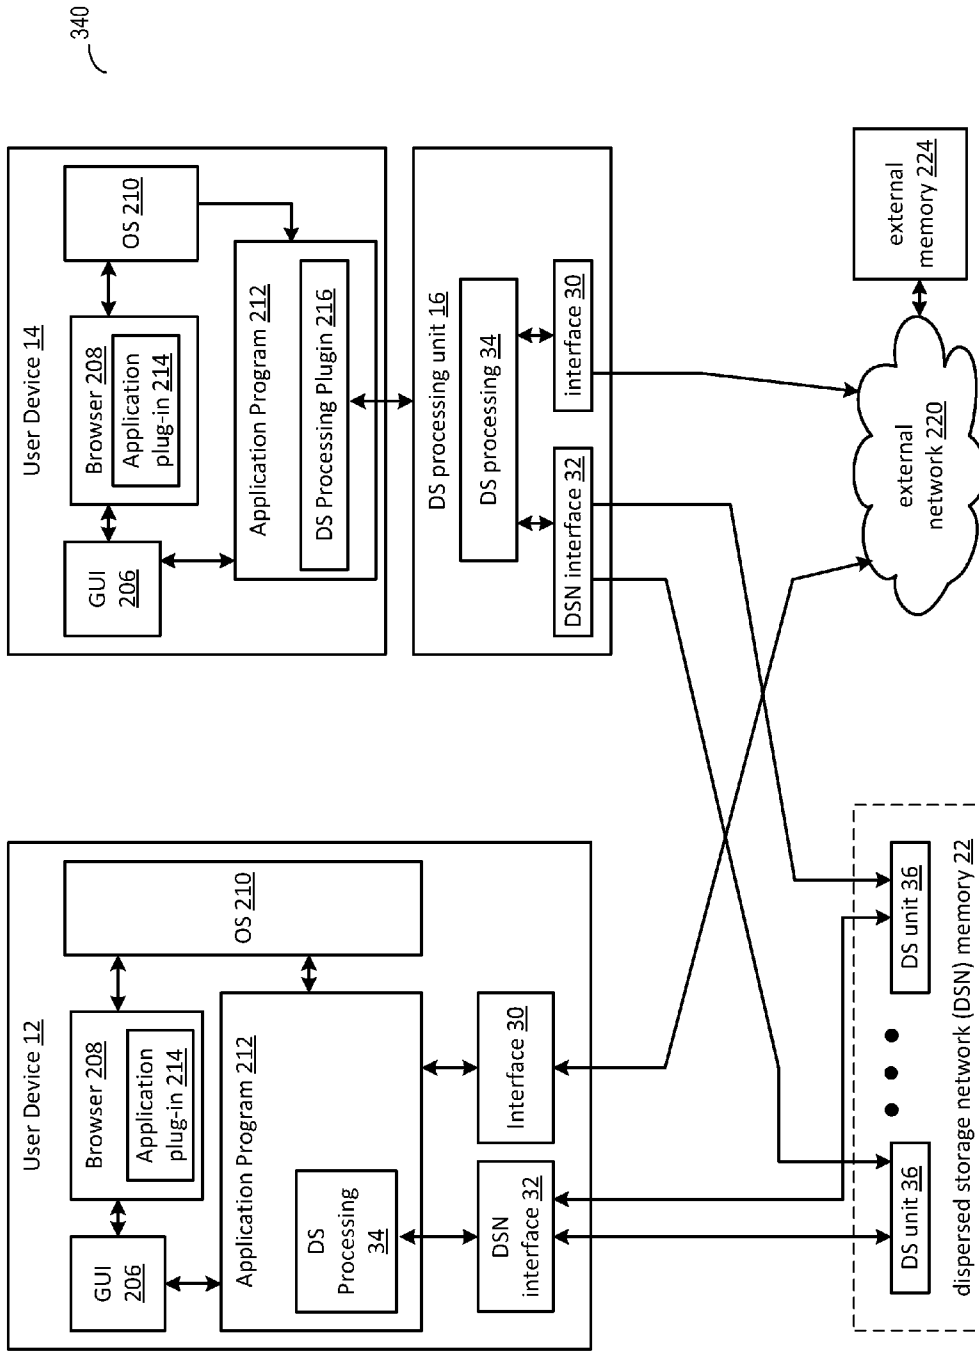 340
User Device 12
GUI
206
Browser 208
Application
plug-in 214
OS 210
Application Program 212
DS
Processing
34
DSN
interface 32
Interface 30
User Device 14
GUI
206
Browser 208
Application
plug-in 214
OS 210
Application Program 212
DS Processing Plugin 216
DS processing unit 16
DS processing 34
DSN interface 32
interface 30
DS unit 36
DS unit 36
dispersed storage network (DSN) memory 22
external
network 220
external
memory 224